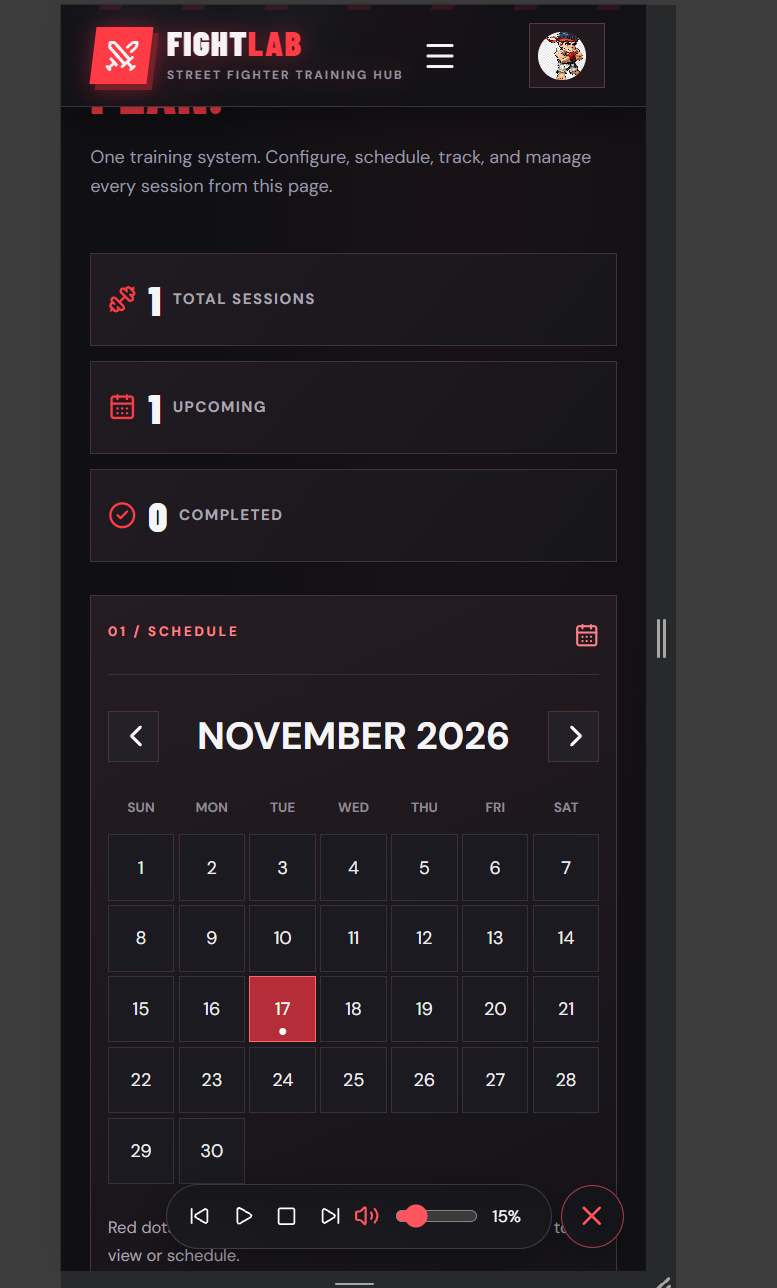 FIGHTLAB
STREET FIGHTER TRAINING HUB
One training system. Configure, schedule, track, and manage
every session from this page.
1 TOTAL SESSIONS
1 UPCOMING
0 COMPLETED
01 / SCHEDULE
NOVEMBER 2026
SUN MON TUE WED THU FRI SAT
1 2 3 4 5 6 7
8 9 10 11 12 13 14
15 16 17 18 19 20 21
22 23 24 25 26 27 28
29 30
15%
Red
view or schedule.